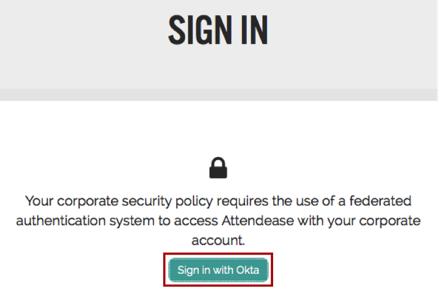 SIGN IN
Your corporate security policy requires the use of a federated
authentication system to access Attendease with your corporate
account.
Sign in with Okta